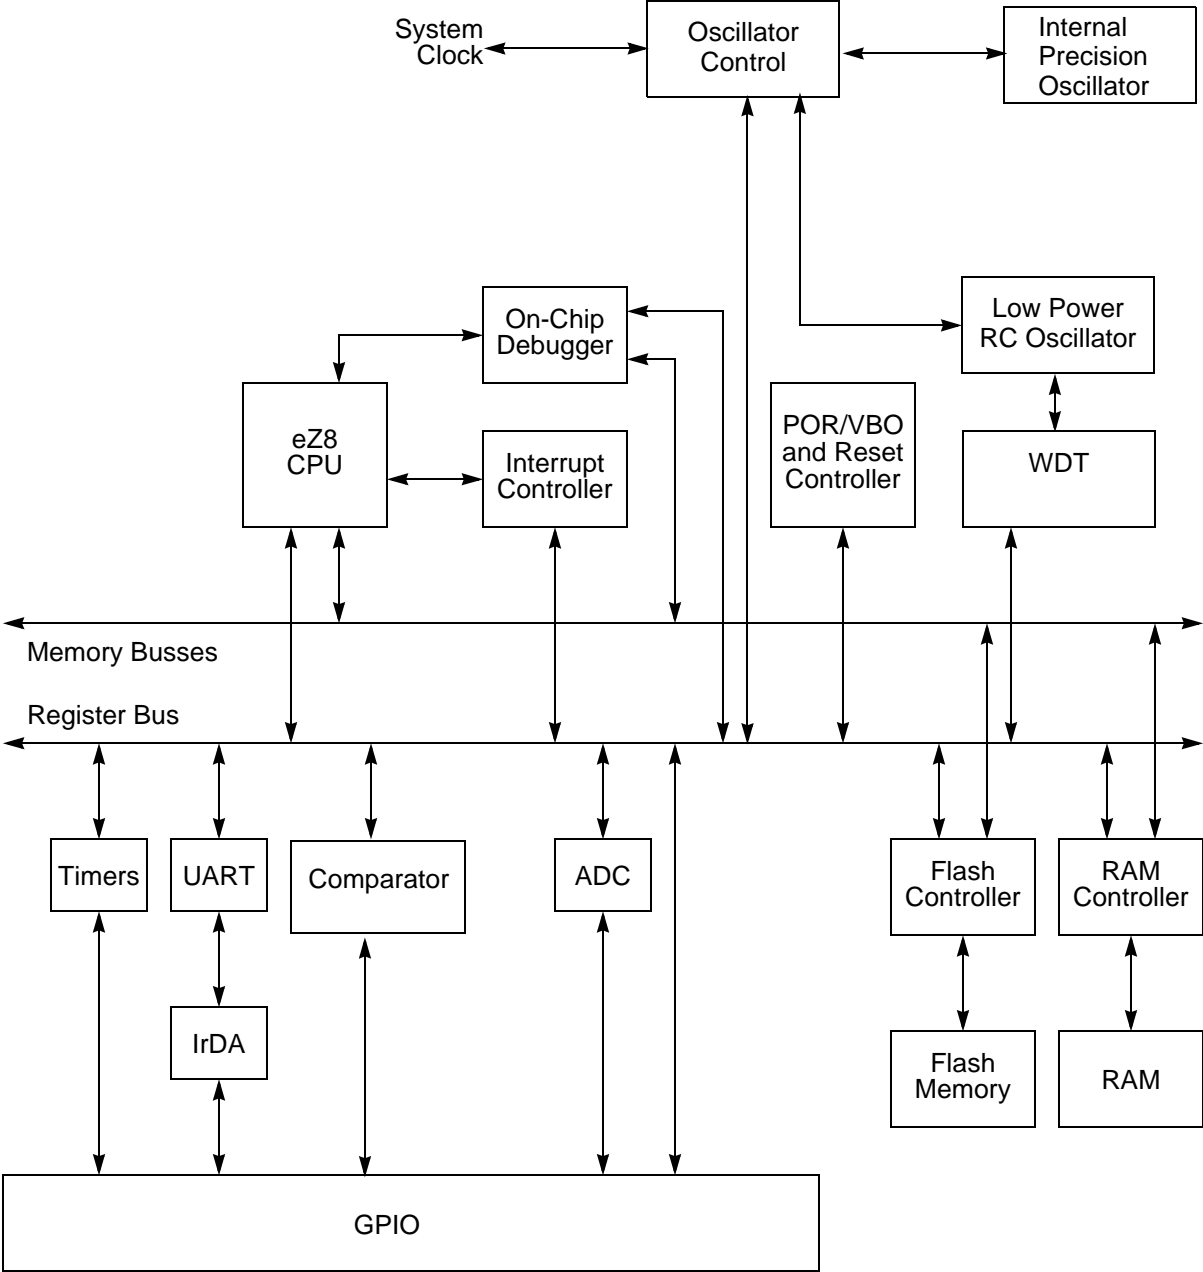 System
Clock
Oscillator
Control
Internal
Precision
Oscillator
On-Chip
Debugger
Low Power
RC Oscillator
eZ8
CPU
Interrupt
Controller
POR/VBO
and Reset
Controller
WDT
Memory Busses
Register Bus
Timers
UART
Comparator
ADC
Flash
Controller
RAM
Controller
IrDA
Flash
Memory
RAM
GPIO